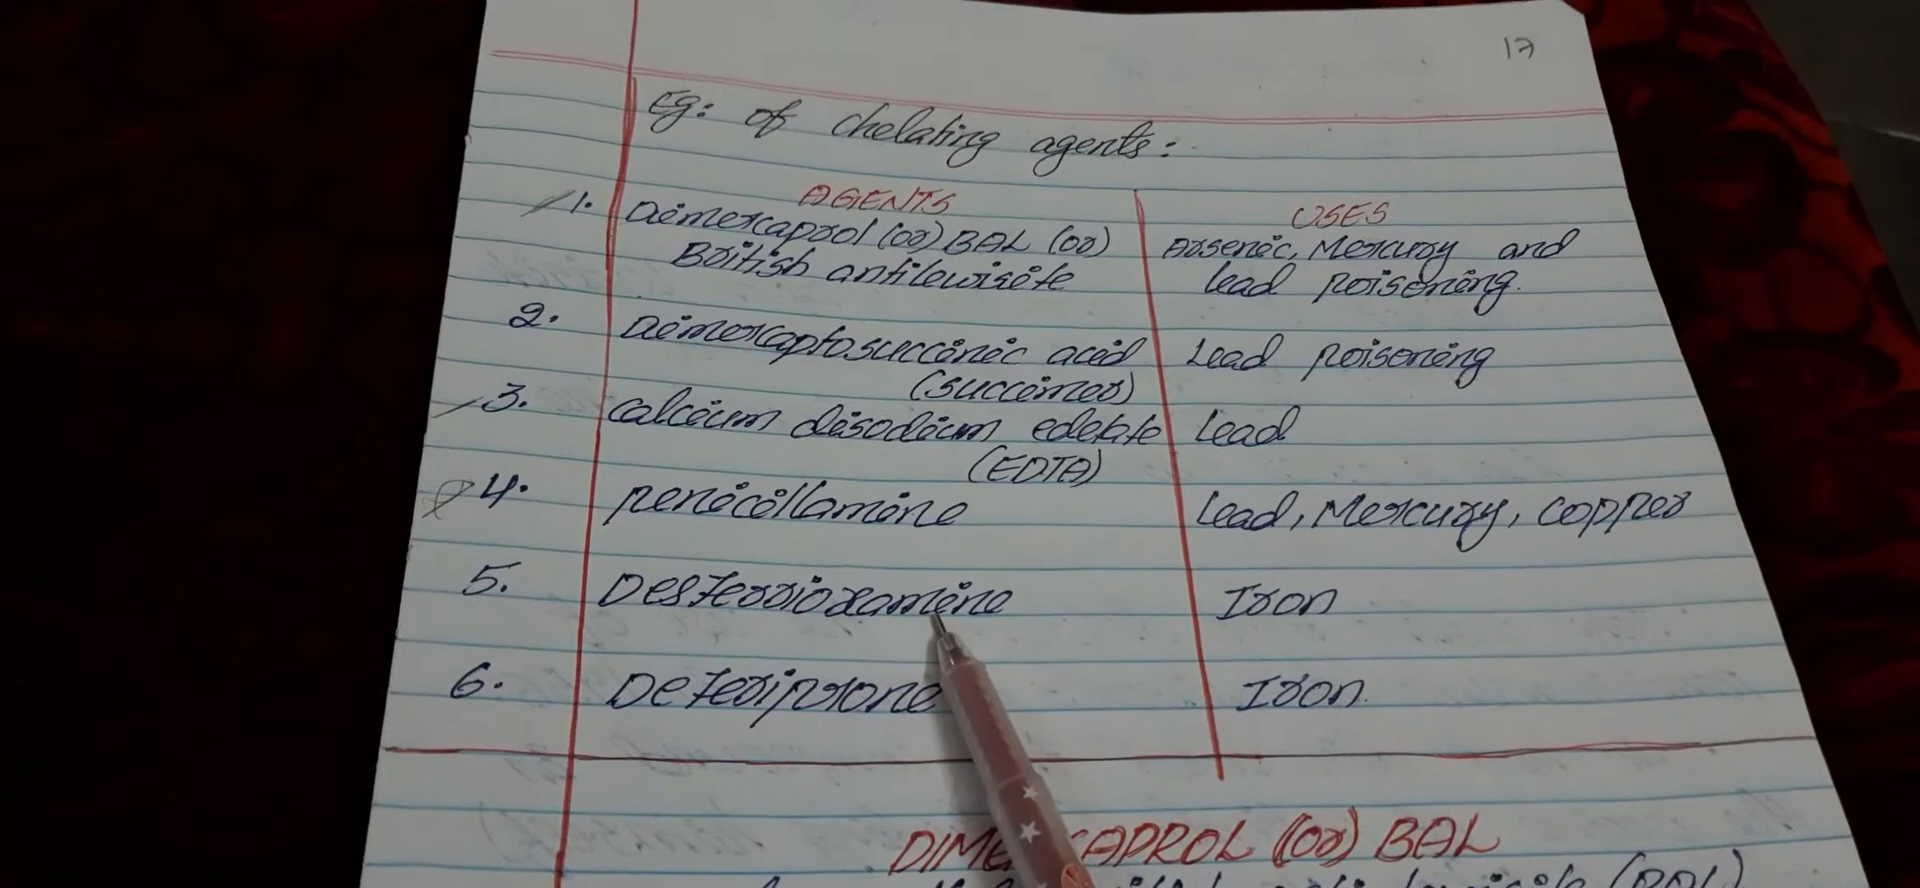 17
Eg: of chelating agents:
AGENTS USES
1. Dimercaprol (or) BAL (or) Arsenic, Mercury and
British antilewisite lead poisoning.
2. Dimercaptosuccinic acid Lead poisoning
(succimer)
3. calcium disodium edetate Lead
(EDTA)
4. penicillamine Lead, Mercury, copper
5. Desferrioxamine Iron
6. Deferiprone Iron.
DIMERCAPROL (or) BAL